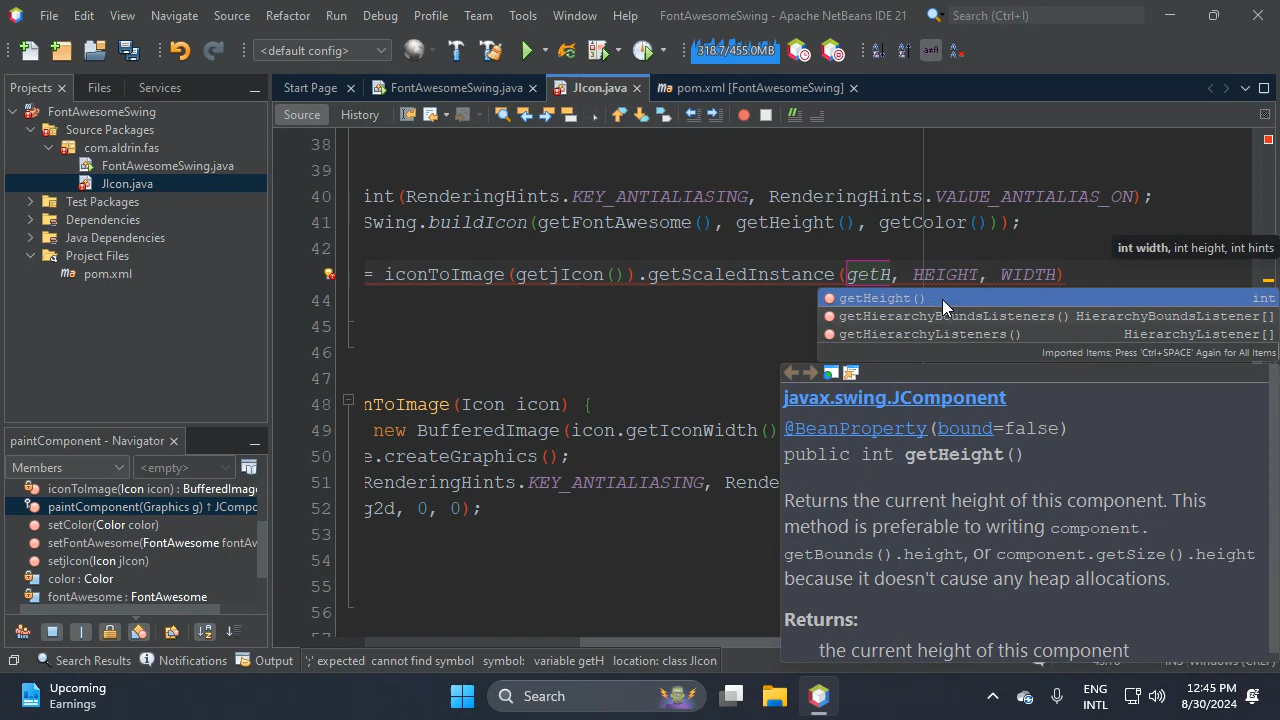 File Edit View Navigate Source Refactor Run Debug Profile Team Tools Window Help FontAwesomeSwing - Apache NetBeans IDE 21 Search (Ctrl+I)
<default config> 318.7/455.0MB
Projects Files Services Start Page FontAwesomeSwing.java JIcon.java pom.xml [FontAwesomeSwing]
Source History
FontAwesomeSwing
Source Packages
com.aldrin.fas
FontAwesomeSwing.java
JIcon.java
Test Packages
Dependencies
Java Dependencies
Project Files
pom.xml
38
39
40 int(RenderingHints.KEY_ANTIALIASING, RenderingHints.VALUE_ANTIALIAS_ON);
41 Swing.buildIcon(getFontAwesome(), getHeight(), getColor());
42
int width, int height, int hints
= iconToImage(getjIcon()).getScaledInstance(getH, HEIGHT, WIDTH)
44
45
46
47
48 nToImage(Icon icon) {
49 new BufferedImage(icon.getIconWidth()
50 e.createGraphics();
51 RenderingHints.KEY_ANTIALIASING, Rende
52 g2d, 0, 0);
53
54
55
56
getHeight() int
getHierarchyBoundsListeners() HierarchyBoundsListener[]
getHierarchyListeners() HierarchyListener[]
Imported Items; Press 'Ctrl+SPACE' Again for All Items
javax.swing.JComponent
@BeanProperty(bound=false)
public int getHeight()
Returns the current height of this component. This
method is preferable to writing component.
getBounds().height, or component.getSize().height
because it doesn't cause any heap allocations.
Returns:
the current height of this component
paintComponent - Navigator
Members <empty>
iconToImage(Icon icon) : BufferedImage
paintComponent(Graphics g) ↑ JCompo
setColor(Color color)
setFontAwesome(FontAwesome fontAw
setjIcon(Icon jIcon)
color : Color
fontAwesome : FontAwesome
Search Results Notifications Output ';' expected cannot find symbol symbol: variable getH location: class JIcon
Upcoming
Earnings
Search
ENG
INTL
12:45 PM
8/30/2024